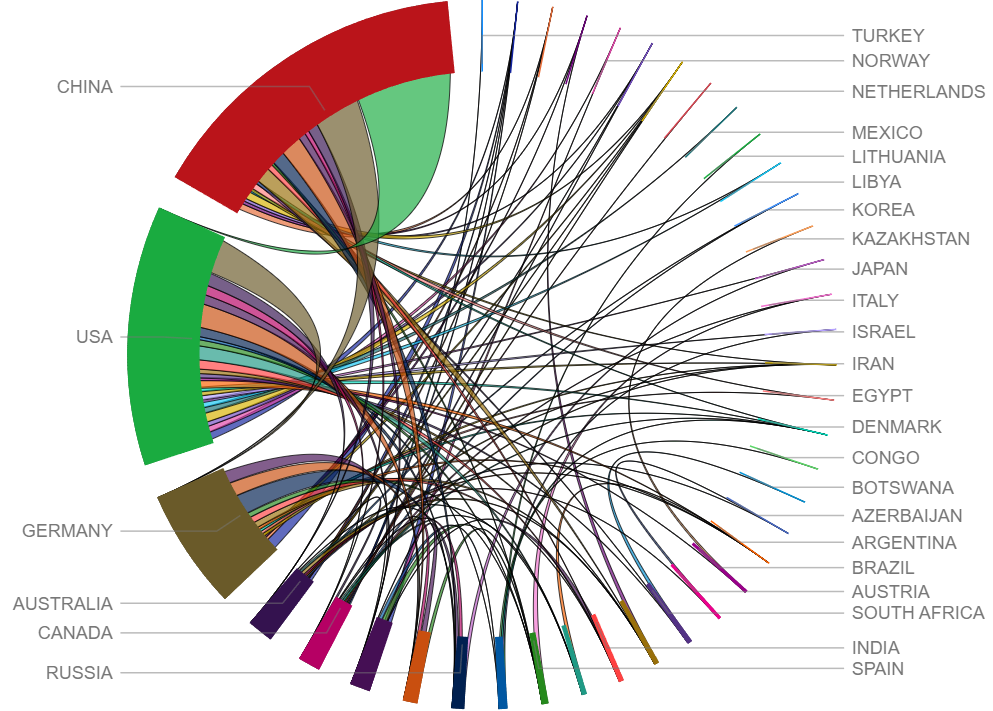 CHINA
USA
GERMANY
AUSTRALIA
CANADA
RUSSIA
TURKEY
NORWAY
NETHERLANDS
MEXICO
LITHUANIA
LIBYA
KOREA
KAZAKHSTAN
JAPAN
ITALY
ISRAEL
IRAN
EGYPT
DENMARK
CONGO
BOTSWANA
AZERBAIJAN
ARGENTINA
BRAZIL
AUSTRIA
SOUTH AFRICA
INDIA
SPAIN